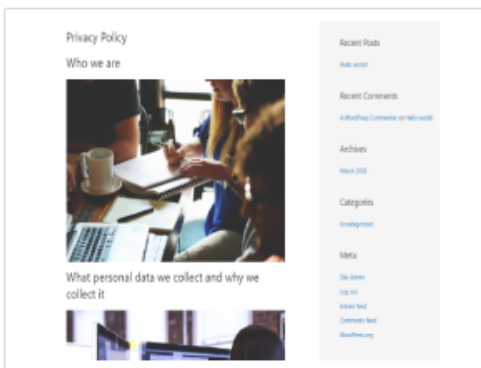 Privacy Policy
Who we are
What personal data we collect and why we
collect it
Recent Posts
Hello world!
Recent Comments
A WordPress Commenter on Hello world!
Archives
March 2020
Categories
Uncategorized
Meta
Site Admin
Log out
Entries feed
Comments feed
WordPress.org